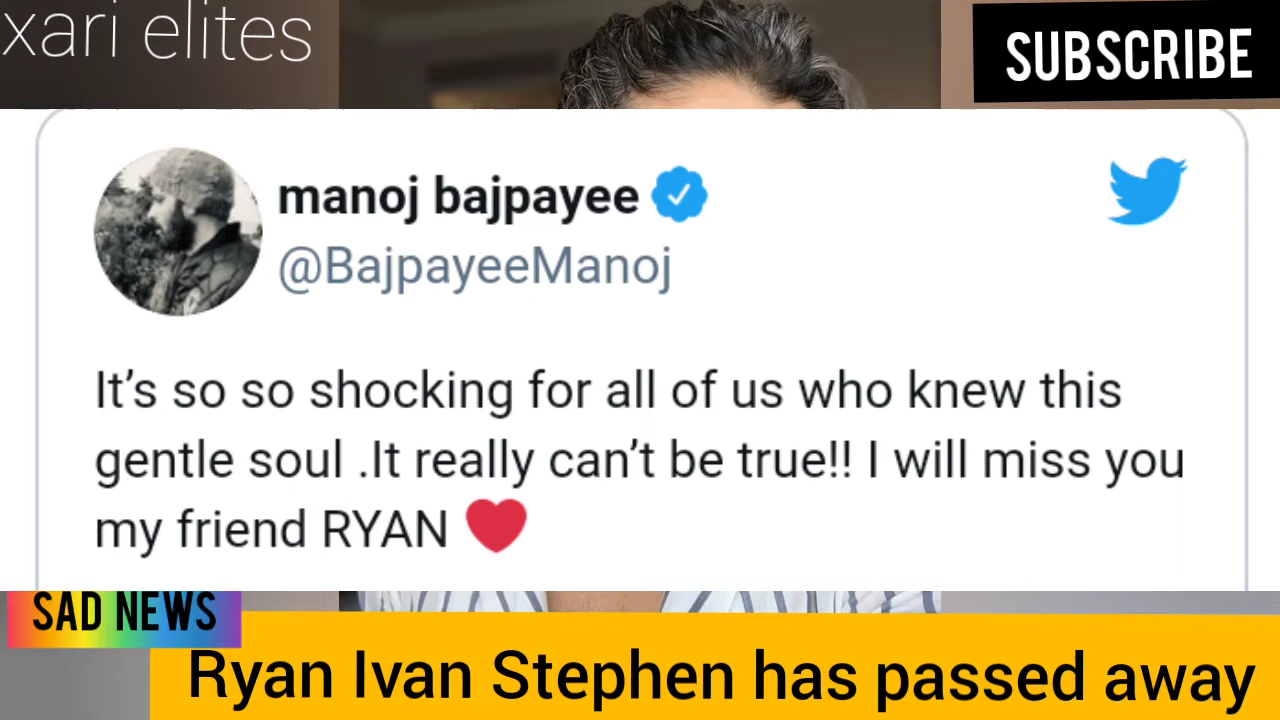 xari elites
SUBSCRIBE
manoj bajpayee
@BajpayeeManoj
It's so so shocking for all of us who knew this
gentle soul .It really can't be true!! I will miss you
my friend RYAN ❤️
SAD NEWS
Ryan Ivan Stephen has passed away